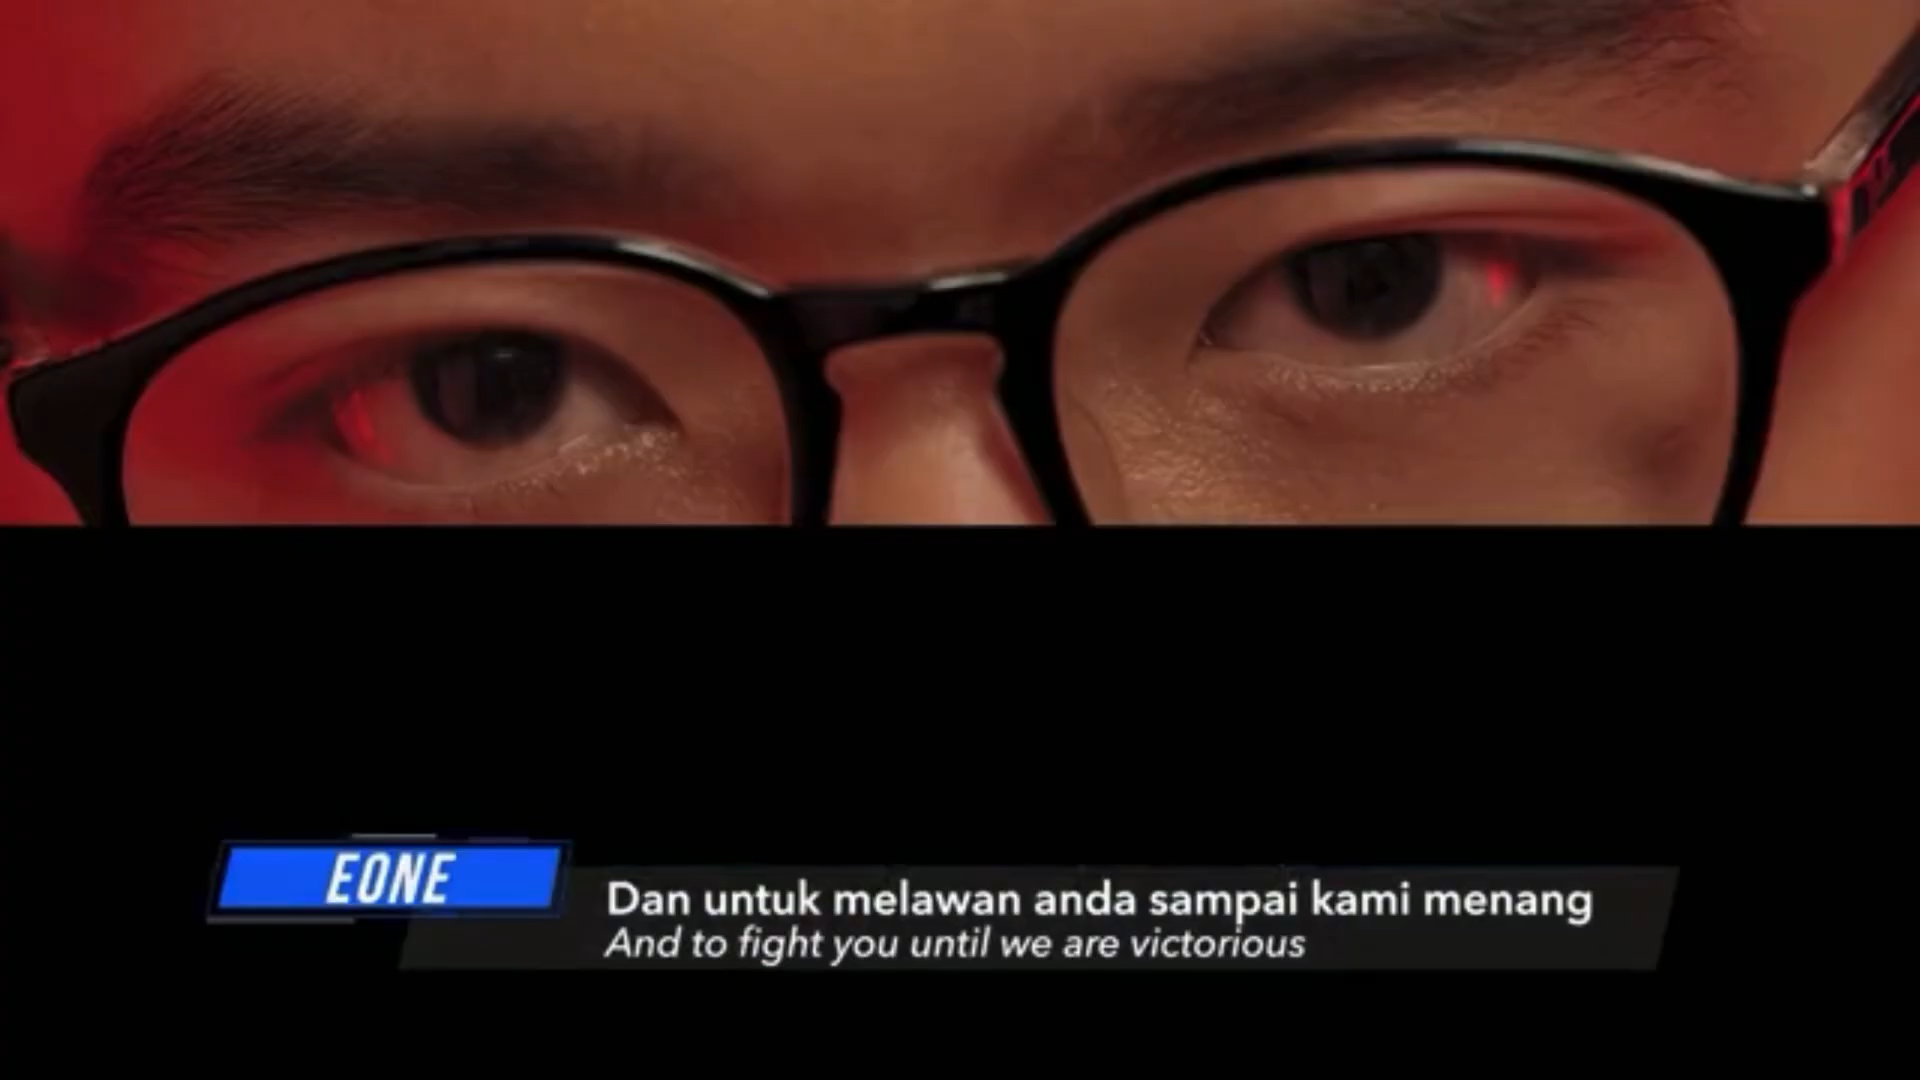 EONE
Dan untuk melawan anda sampai kami menang
And to fight you until we are victorious